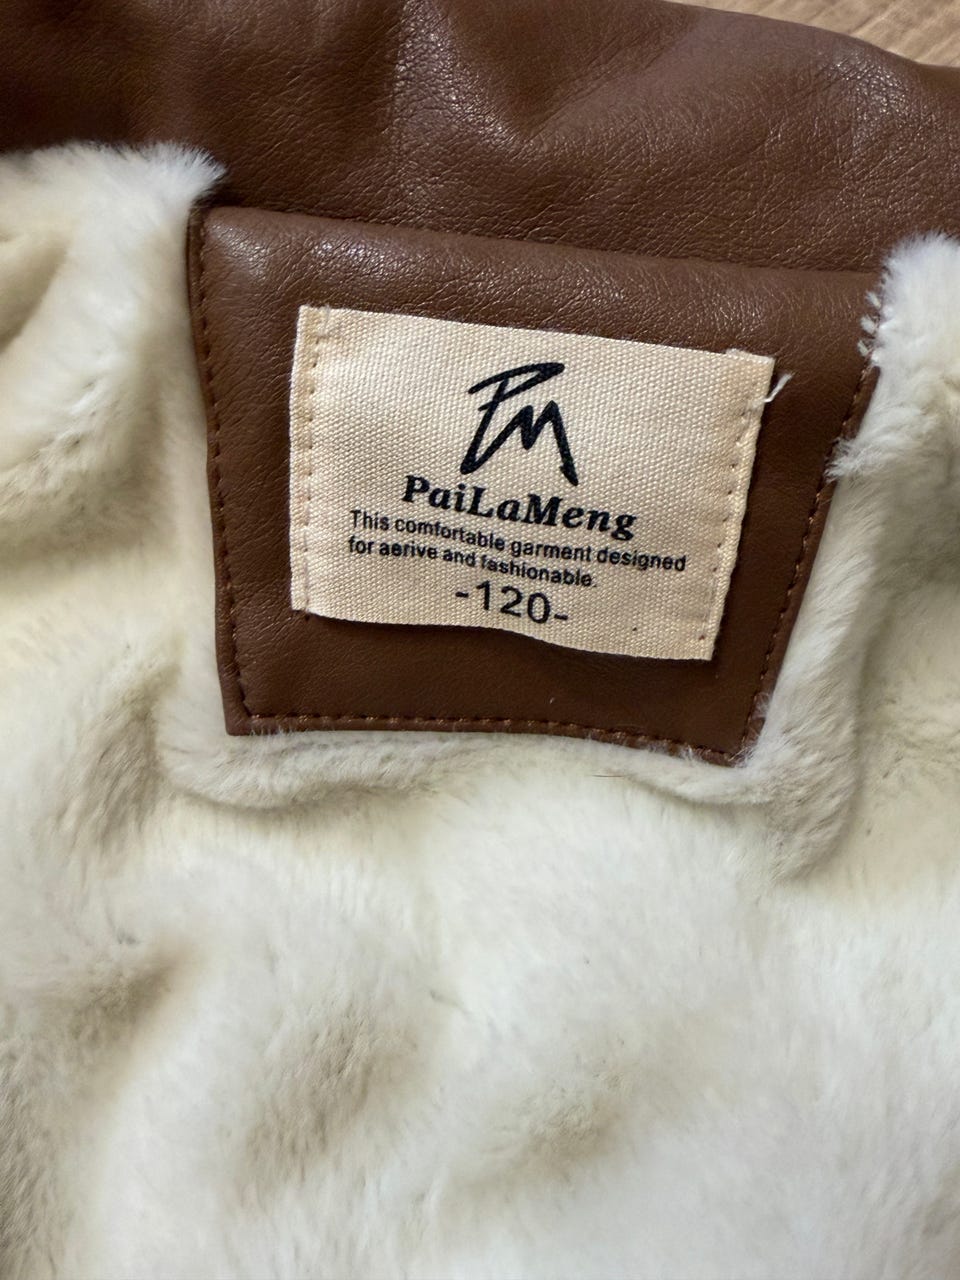 PM
PaiLaMeng
This comfortable garment designed
for aerive and fashionable.
-120-